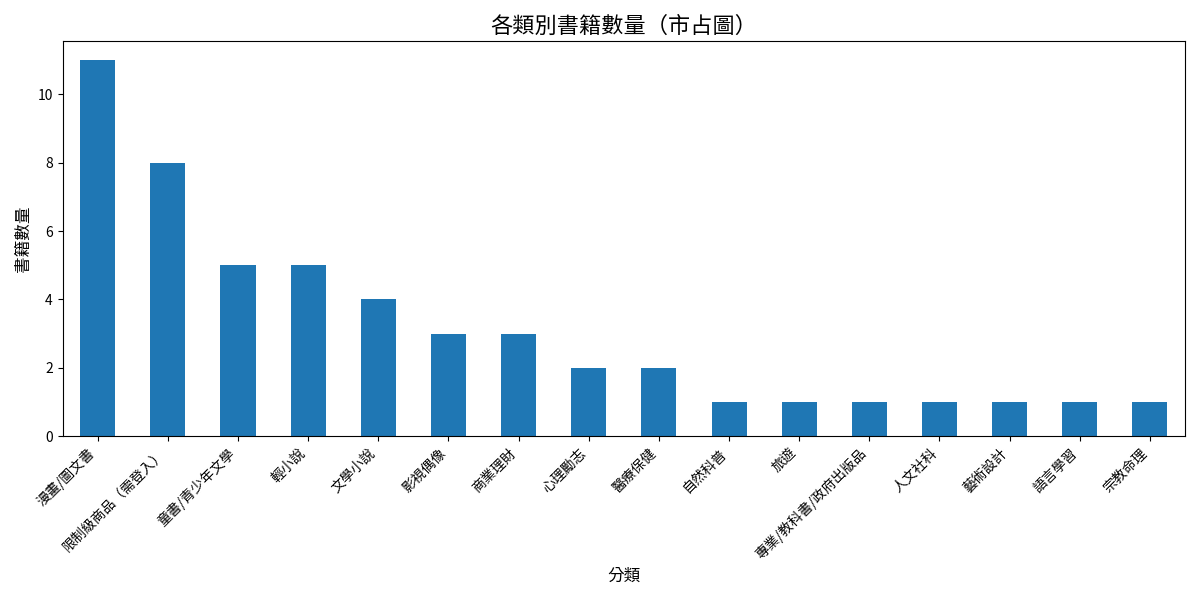 各類別書籍數量（市占圖）
書籍數量
10
8
6
4
2
0
漫畫/圖文書
限制級商品（需登入）
童書/青少年文學
輕小說
文學小說
影視偶像
商業理財
心理勵志
醫療保健
自然科普
旅遊
專業/教科書/政府出版品
人文社科
藝術設計
語言學習
宗教命理
分類